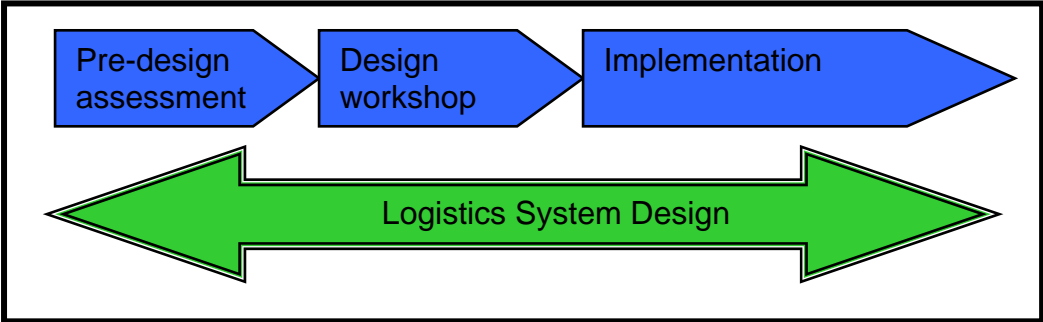 Pre-design
assessment
Design
workshop
Implementation
Logistics System Design